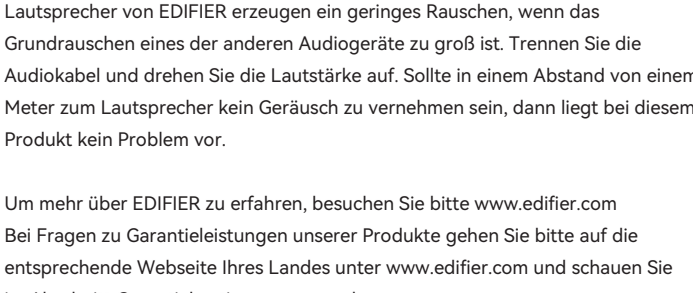 Lautsprecher von EDIFIER erzeugen ein geringes Rauschen, wenn das
Grundrauschen eines der anderen Audiogeräte zu groß ist. Trennen Sie die
Audiokabel und drehen Sie die Lautstärke auf. Sollte in einem Abstand von einem
Meter zum Lautsprecher kein Geräusch zu vernehmen sein, dann liegt bei diesem
Produkt kein Problem vor.
Um mehr über EDIFIER zu erfahren, besuchen Sie bitte www.edifier.com
Bei Fragen zu Garantieleistungen unserer Produkte gehen Sie bitte auf die
entsprechende Webseite Ihres Landes unter www.edifier.com und schauen Sie